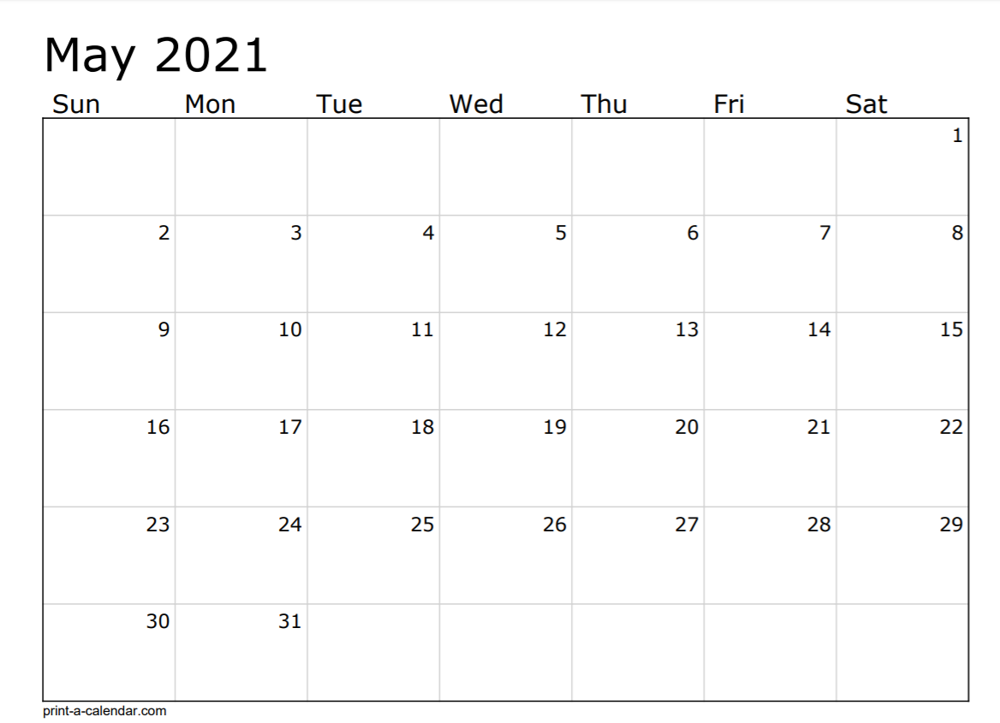 May 2021
Sun Mon Tue Wed Thu Fri Sat
1
2 3 4 5 6 7 8
9 10 11 12 13 14 15
16 17 18 19 20 21 22
23 24 25 26 27 28 29
30 31
print-a-calendar.com